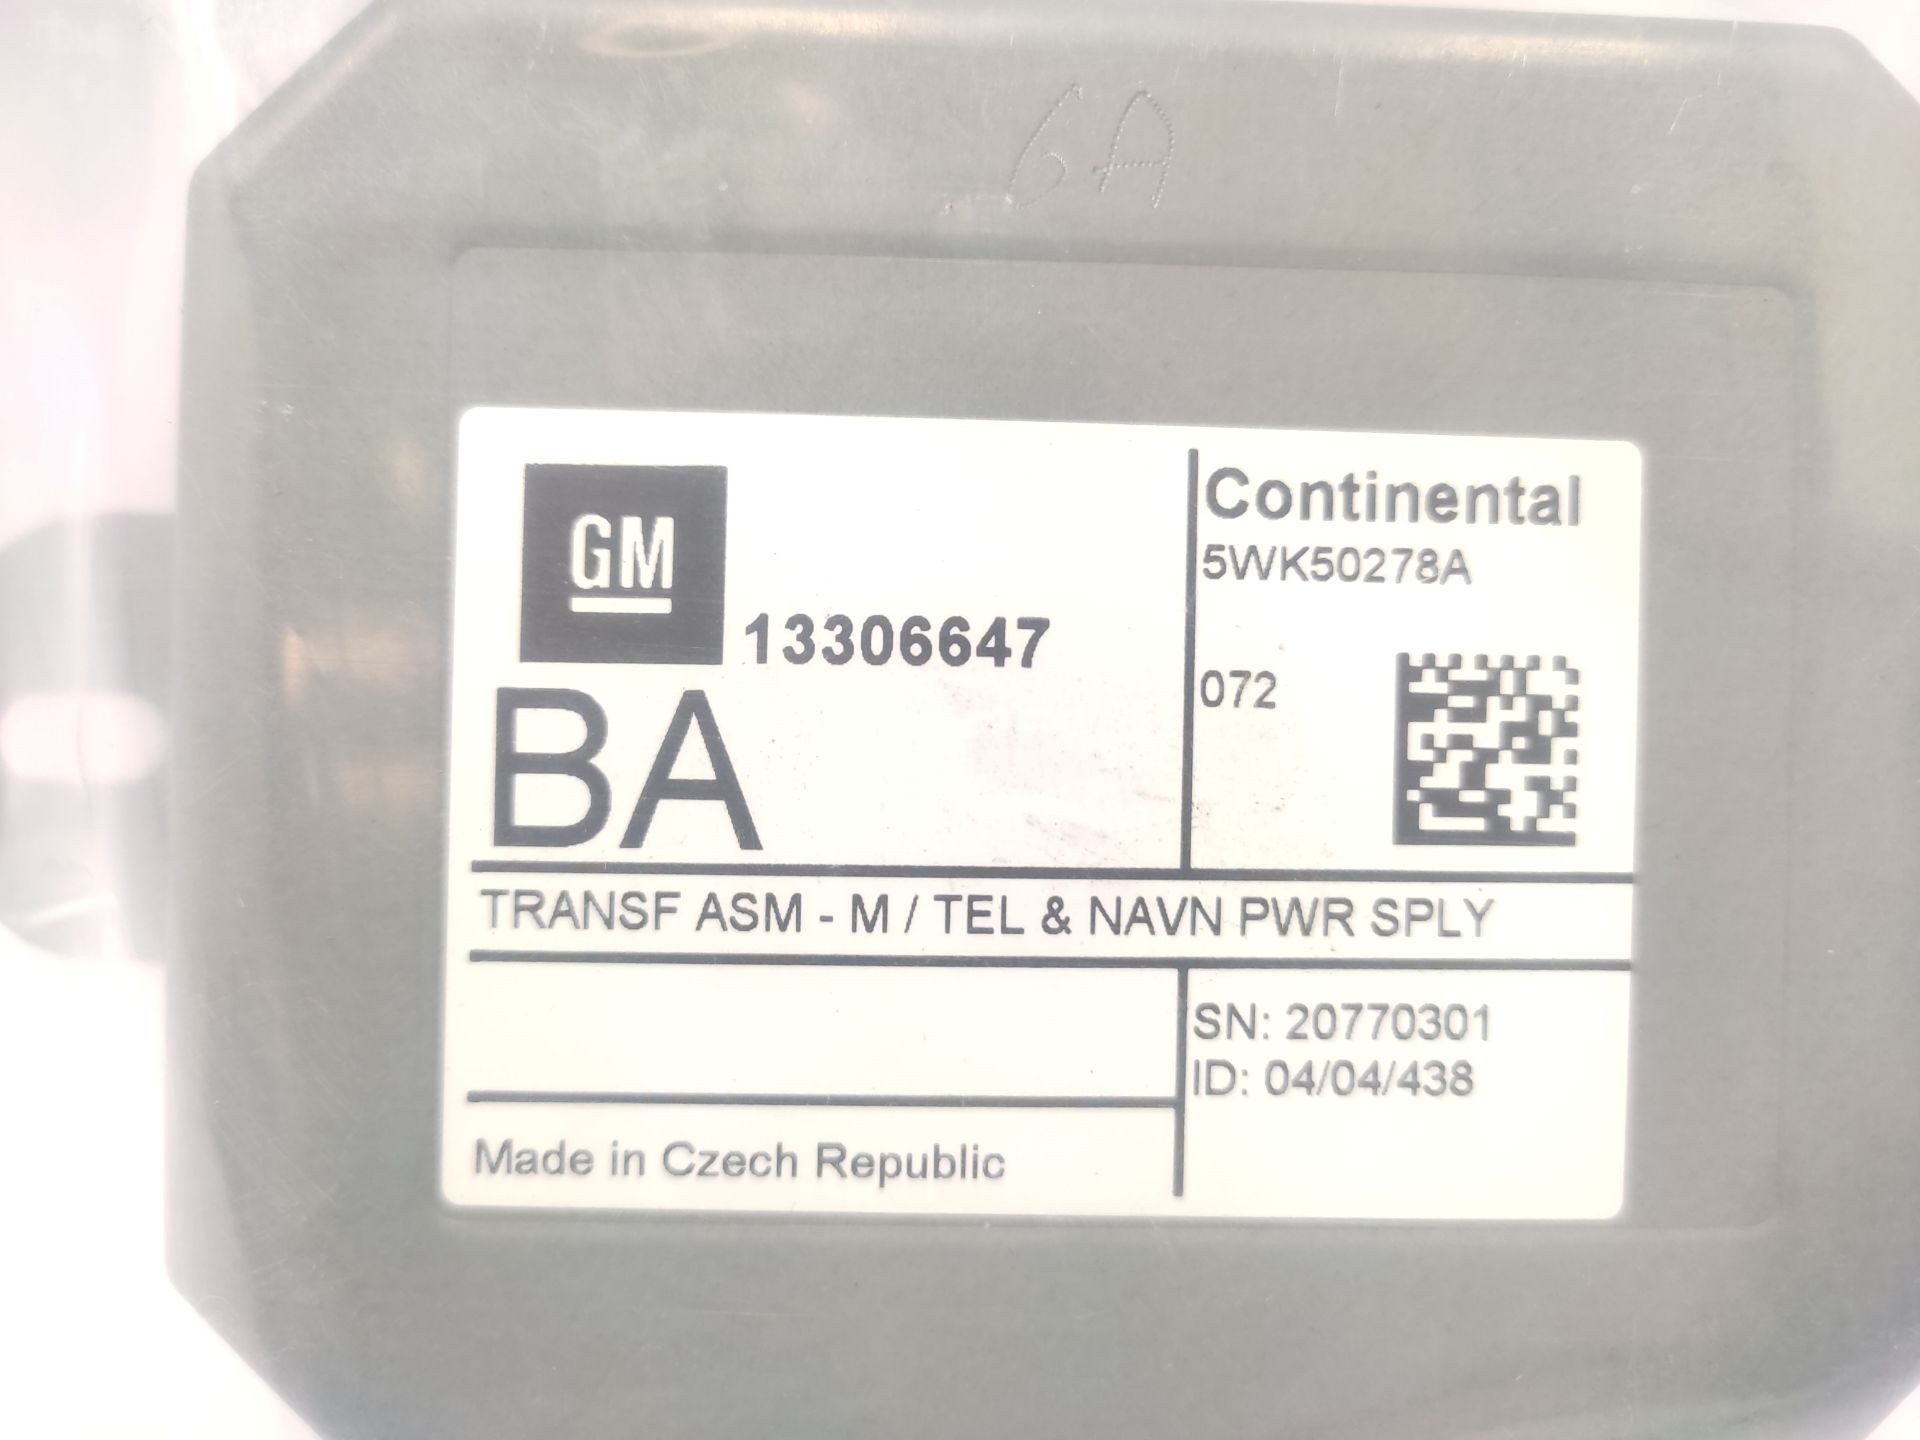 6A
GM
13306647
BA
Continental
5WK50278A
072
TRANSF ASM - M / TEL & NAVN PWR SPLY
SN: 20770301
ID: 04/04/438
Made in Czech Republic